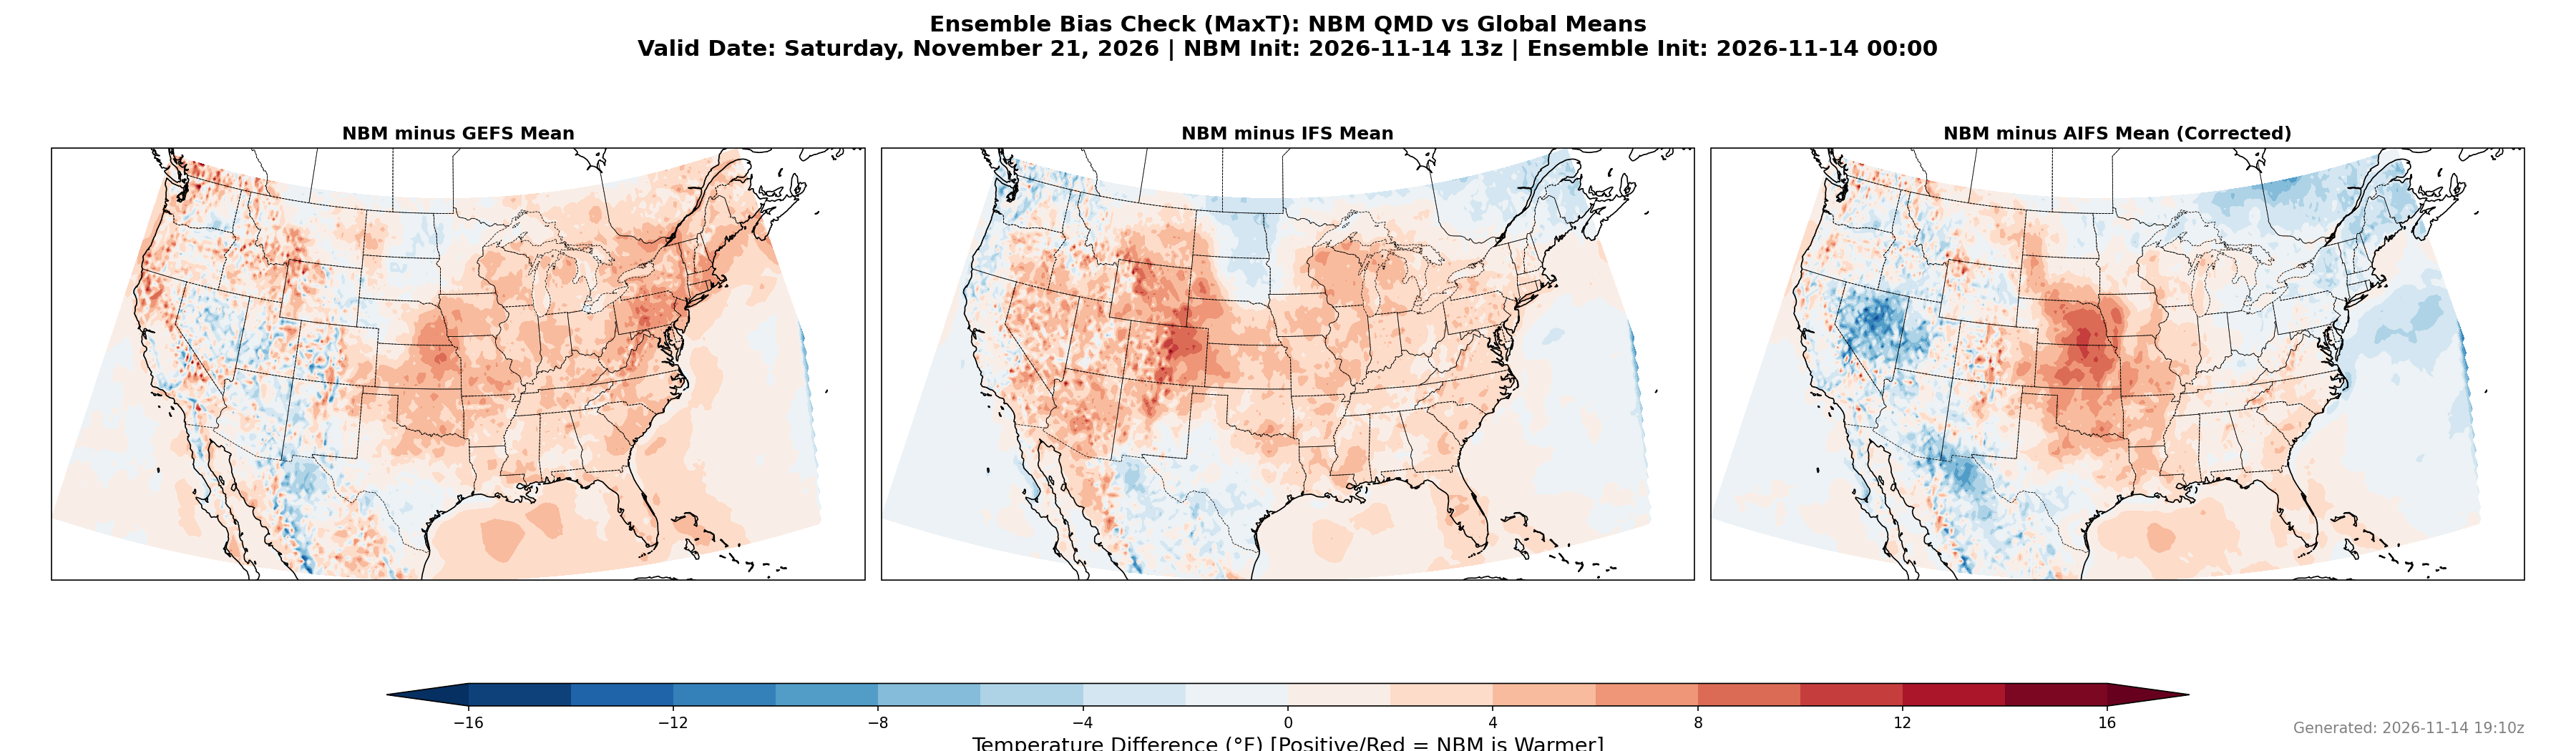 Ensemble Bias Check (MaxT): NBM QMD vs Global Means
Valid Date: Saturday, November 21, 2026 | NBM Init: 2026-11-14 13z | Ensemble Init: 2026-11-14 00:00
NBM minus GEFS Mean
NBM minus IFS Mean
NBM minus AIFS Mean (Corrected)
−16 −12 −8 −4 0 4 8 12 16
Temperature Difference (°F) [Positive/Red = NBM is Warmer]
Generated: 2026-11-14 19:10z